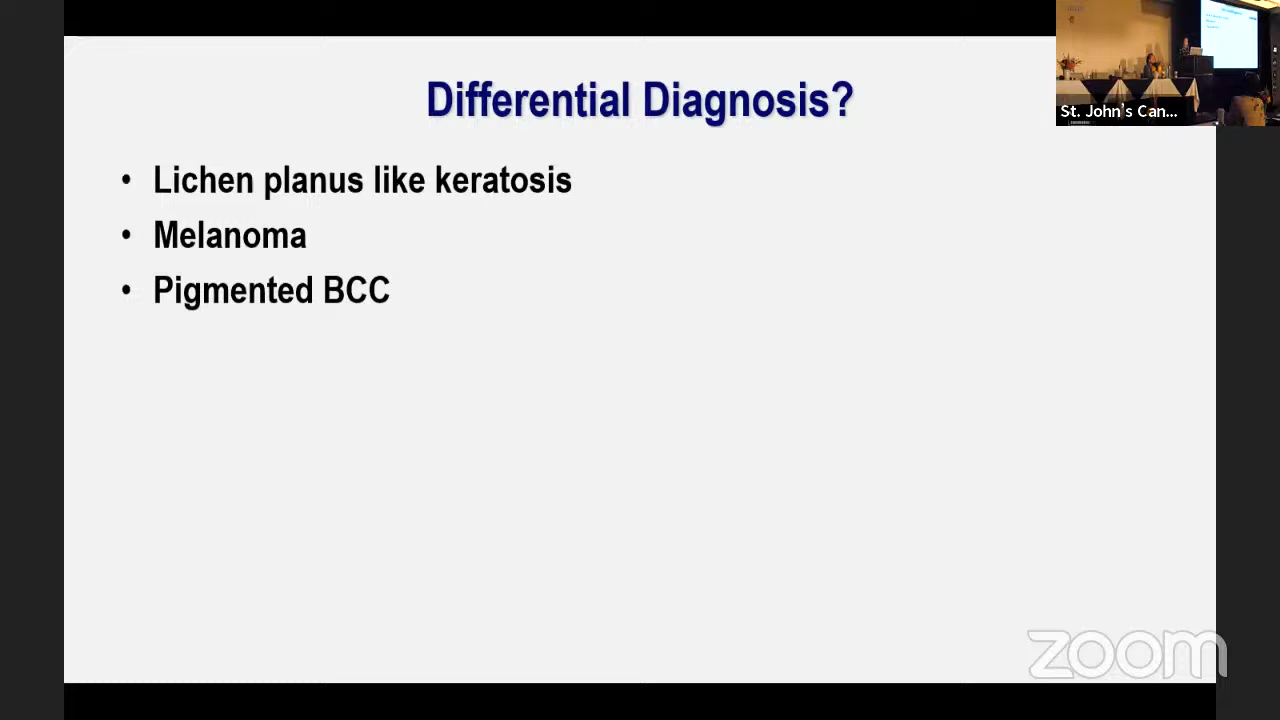 Differential Diagnosis?
• Lichen planus like keratosis
• Melanoma
• Pigmented BCC
St. John's Can...
zoom